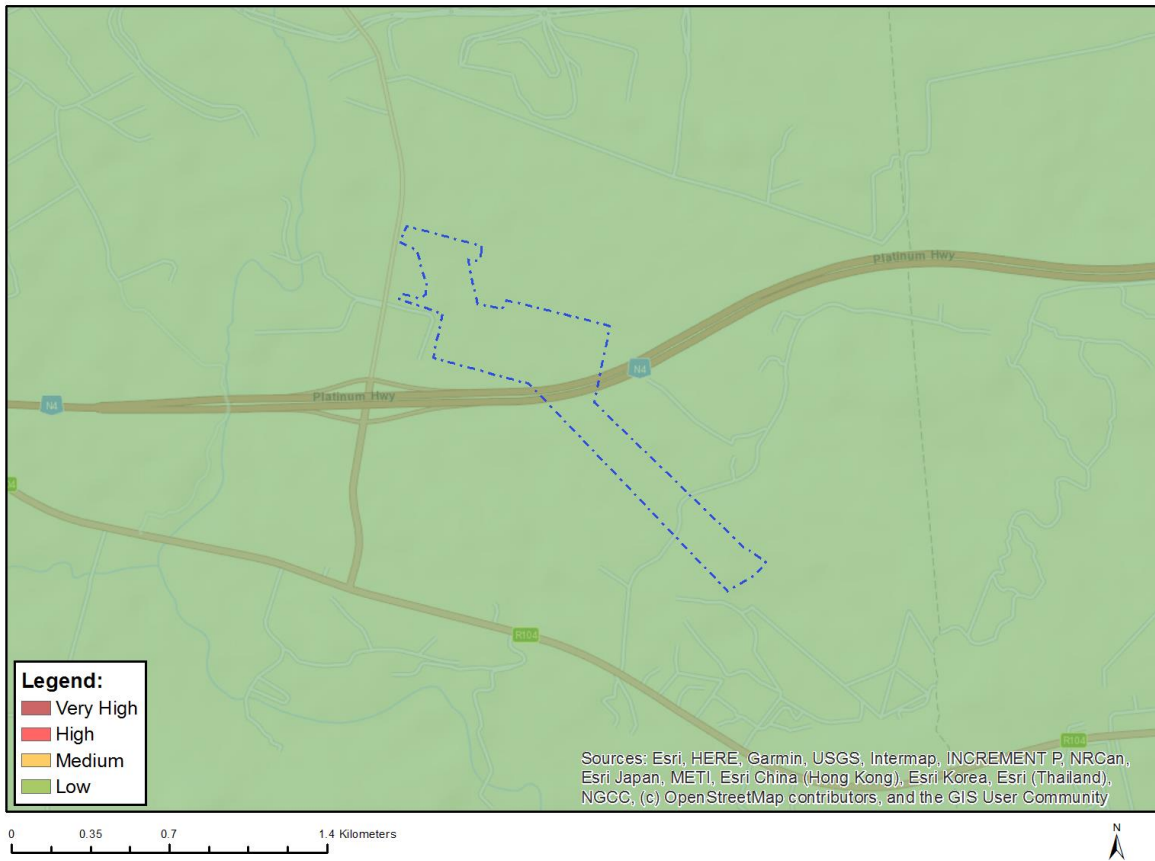 Platinum Hwy
N4
Platinum Hwy
N4
R104
R104
Legend:
Very High
High
Medium
Low
Sources: Esri, HERE, Garmin, USGS, Intermap, INCREMENT P, NRCan,
Esri Japan, METI, Esri China (Hong Kong), Esri Korea, Esri (Thailand),
NGCC, (c) OpenStreetMap contributors, and the GIS User Community
0 0.35 0.7 1.4 Kilometers
N